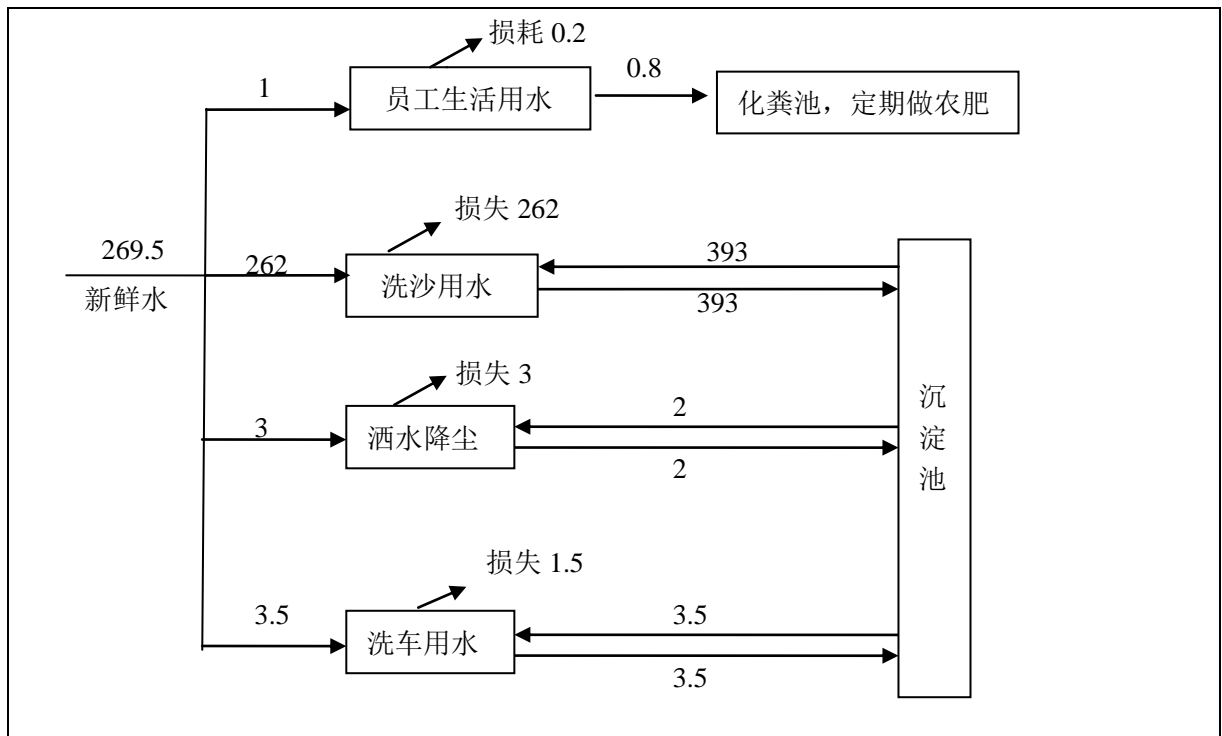 损耗 0.2
1
员工生活用水
0.8
化粪池，定期做农肥
损失 262
269.5
新鲜水
262
洗沙用水
393
393
损失 3
3
洒水降尘
2
2
沉
淀
池
损失 1.5
3.5
洗车用水
3.5
3.5